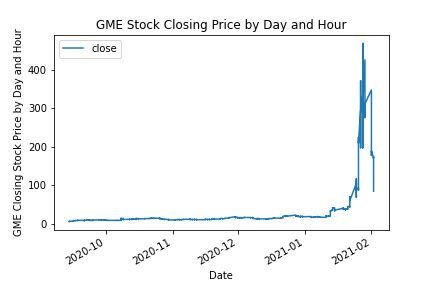 GME Stock Closing Price by Day and Hour
close
GME Closing Stock Price by Day and Hour
400
300
200
100
0
2020-10
2020-11
2020-12
2021-01
2021-02
Date